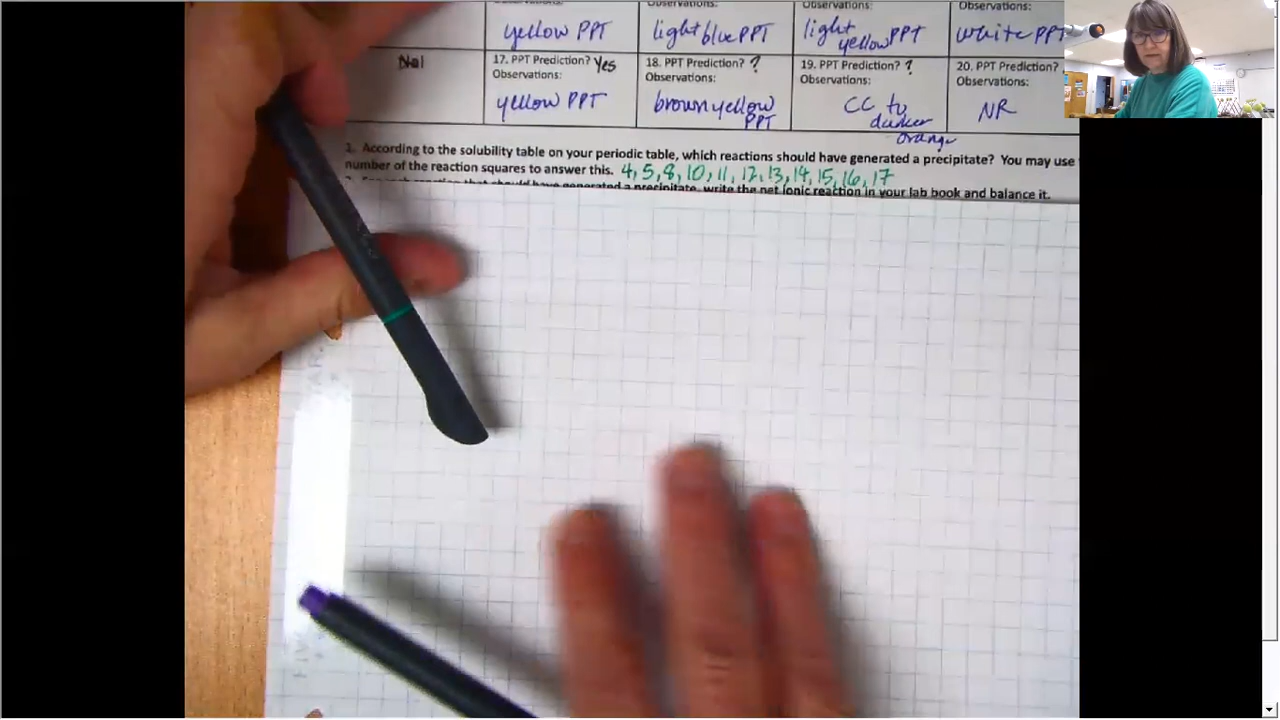 Observations:
Observations:
Observations:
yellow PPT
light blue PPT
light yellow PPT
white PPT
NaI
17. PPT Prediction? Yes
Observations:
yellow PPT
18. PPT Prediction? ?
Observations:
brown yellow PPT
19. PPT Prediction? ?
Observations:
CC to darker orange
20. PPT Prediction?
Observations:
NR
1. According to the solubility table on your periodic table, which reactions should have generated a precipitate? You may use
number of the reaction squares to answer this. 4, 5, 8, 10, 11, 12, 13, 14, 15, 16, 17
2. For each reaction that should have generated a precipitate, write the net ionic reaction in your lab book and balance it.